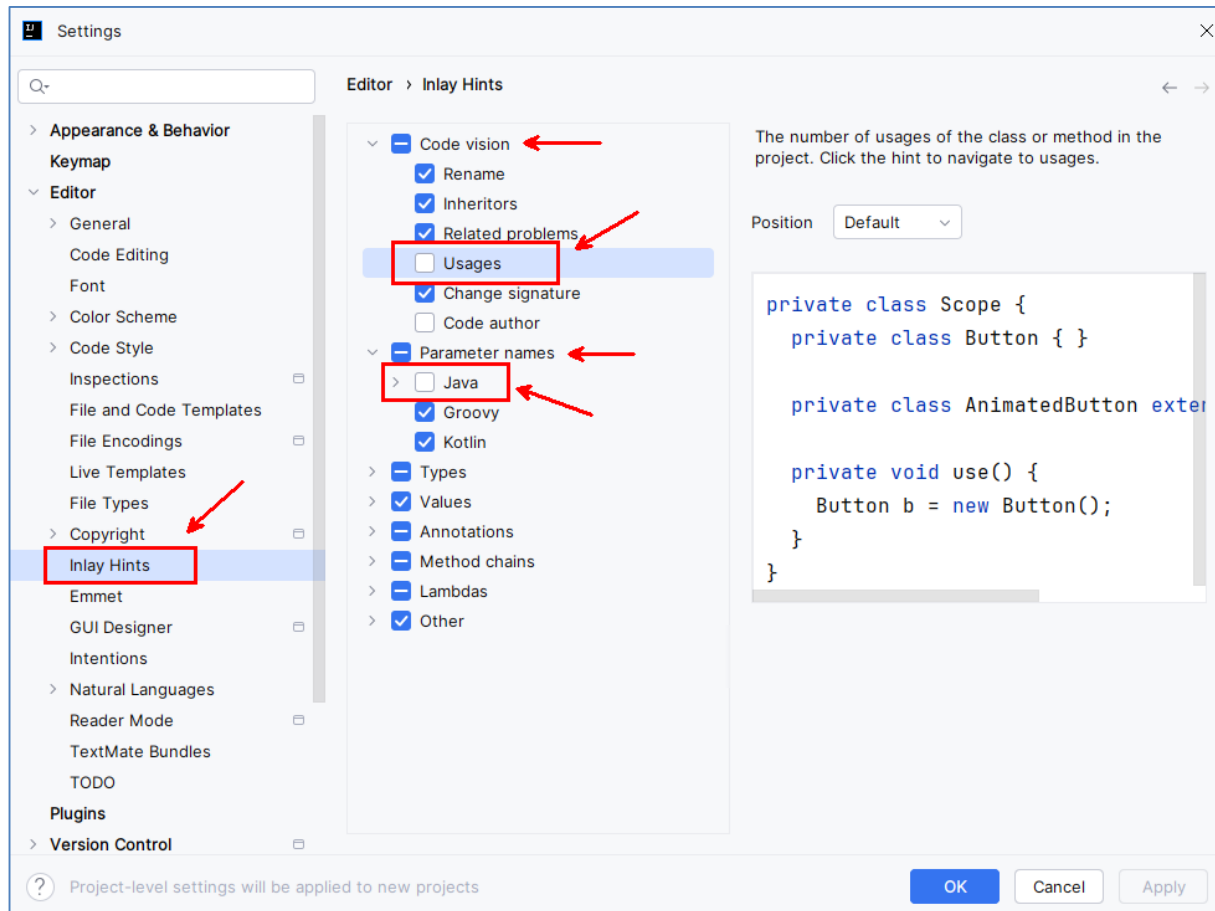 Settings
Editor › Inlay Hints
Appearance & Behavior
Keymap
Editor
General
Code Editing
Font
Color Scheme
Code Style
Inspections
File and Code Templates
File Encodings
Live Templates
File Types
Copyright
Inlay Hints
Emmet
GUI Designer
Intentions
Natural Languages
Reader Mode
TextMate Bundles
TODO
Plugins
Version Control
Code vision
Rename
Inheritors
Related problems
Usages
Change signature
Code author
Parameter names
Java
Groovy
Kotlin
Types
Values
Annotations
Method chains
Lambdas
Other
The number of usages of the class or method in the
project. Click the hint to navigate to usages.
Position Default
private class Scope {
private class Button { }
private class AnimatedButton exter
private void use() {
Button b = new Button();
}
}
? Project-level settings will be applied to new projects
OK Cancel Apply